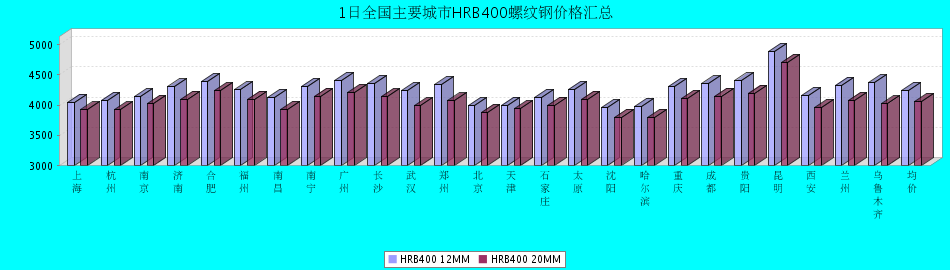 1日全国主要城市HRB400螺纹钢价格汇总
5000
4500
4000
3500
3000
上海
杭州
南京
济南
合肥
福州
南昌
南宁
广州
长沙
武汉
郑州
北京
天津
石家庄
太原
沈阳
哈尔滨
重庆
成都
贵阳
昆明
西安
兰州
乌鲁木齐
均价
HRB400 12MM HRB400 20MM